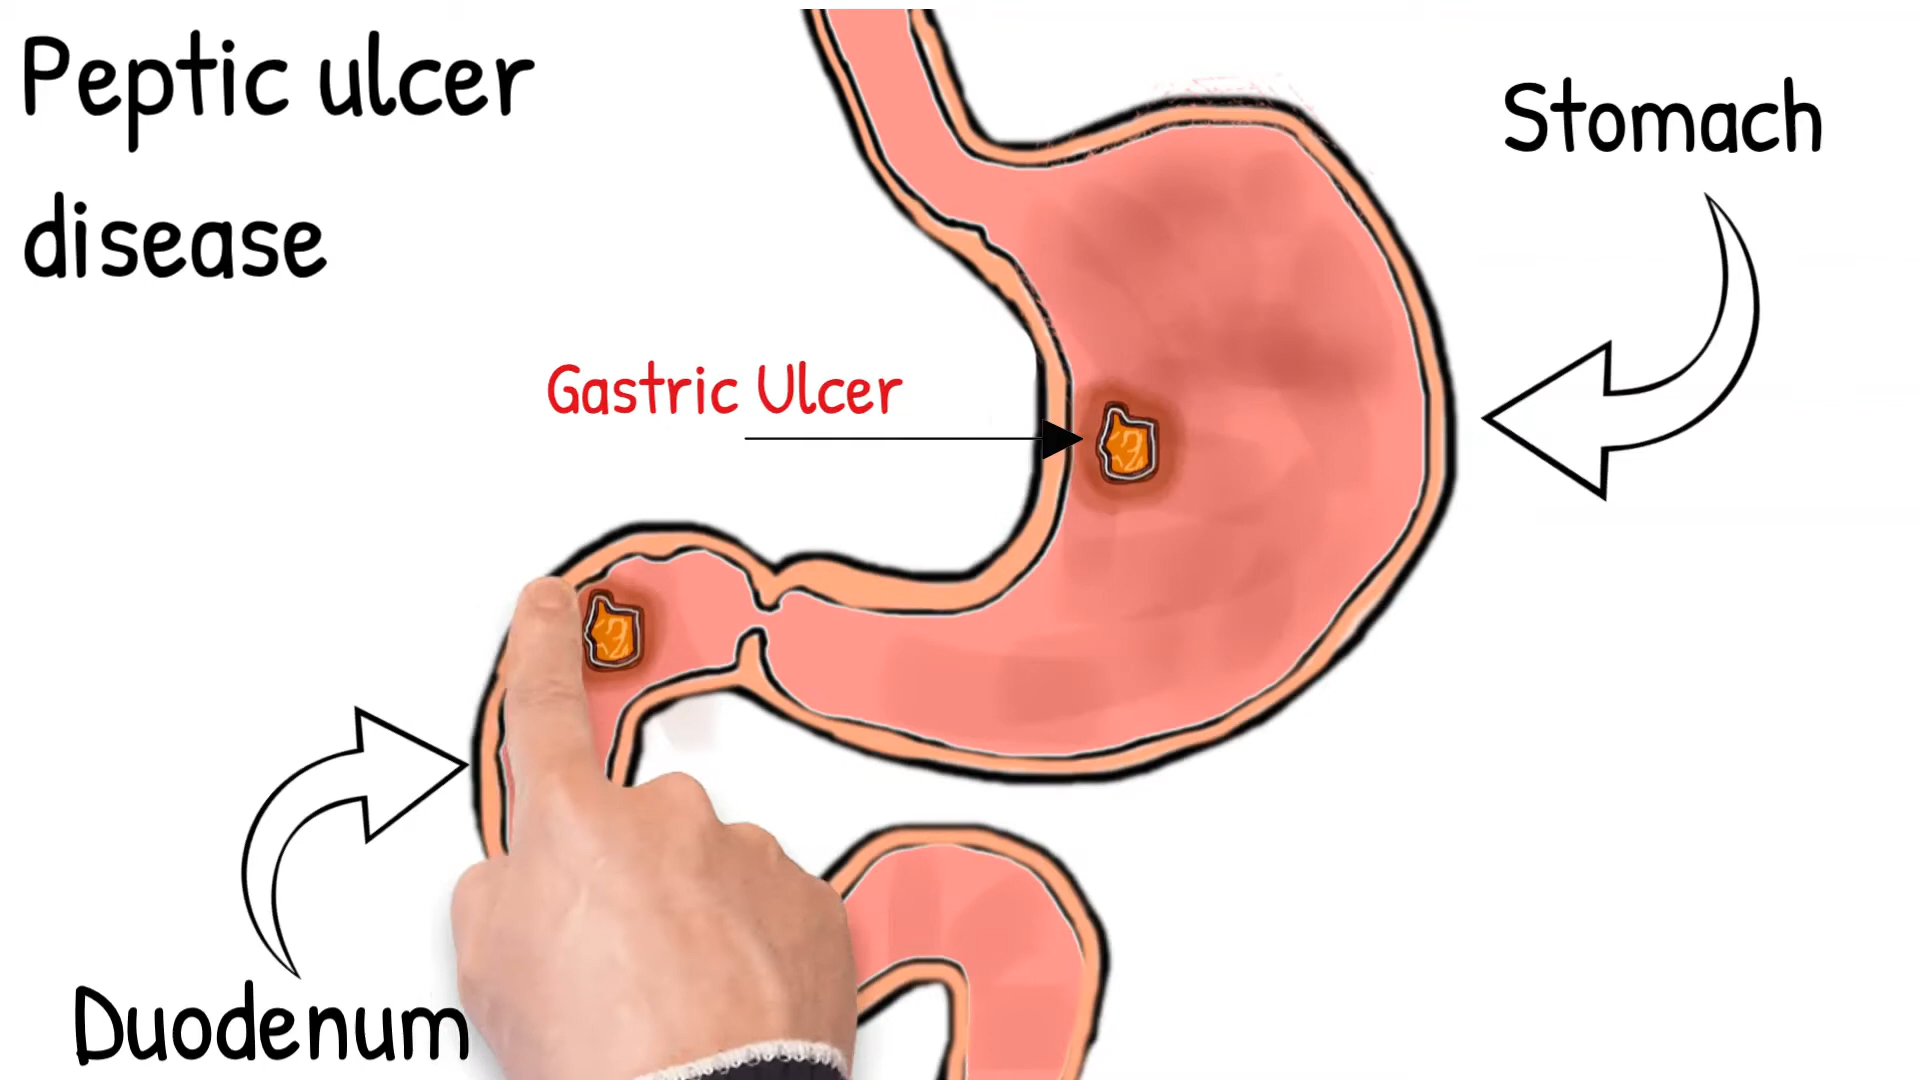 Peptic ulcer
disease
Stomach
Gastric Ulcer
Duodenum